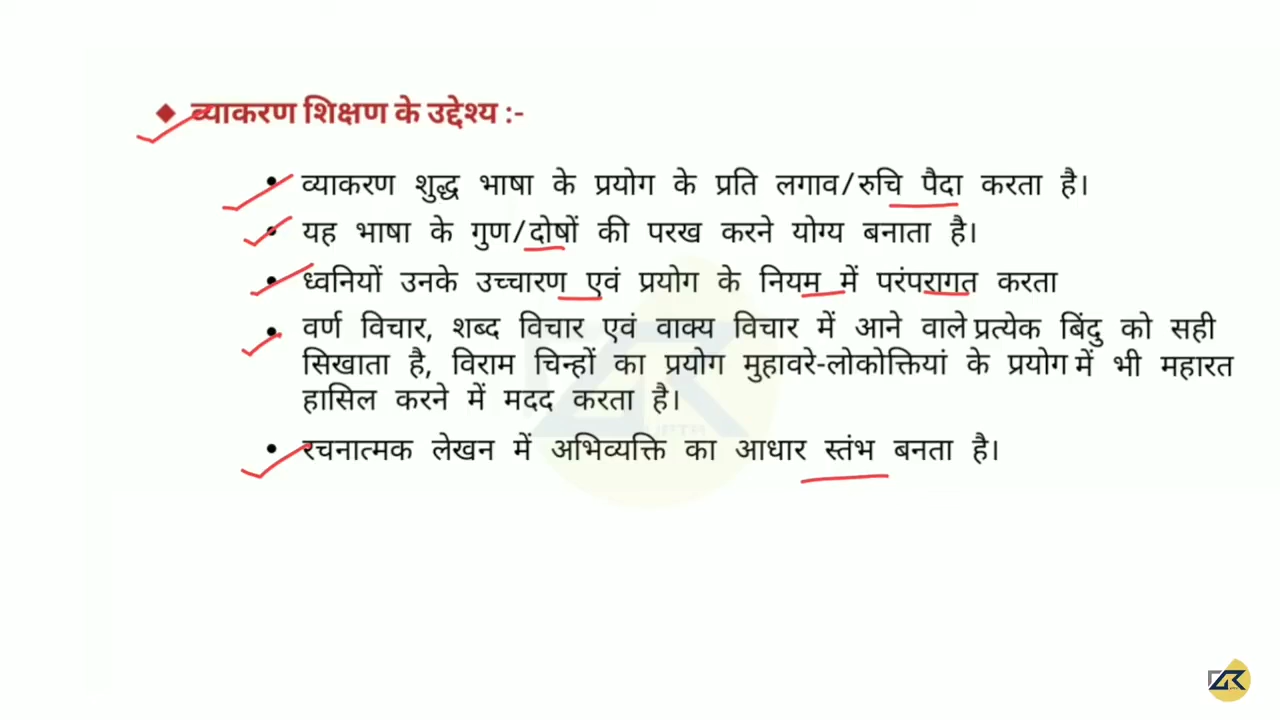 व्याकरण शिक्षण के उद्देश्य :-
व्याकरण शुद्ध भाषा के प्रयोग के प्रति लगाव/रुचि पैदा करता है।
यह भाषा के गुण/दोषों की परख करने योग्य बनाता है।
ध्वनियों उनके उच्चारण एवं प्रयोग के नियम में परंपरागत करता
वर्ण विचार, शब्द विचार एवं वाक्य विचार में आने वाले प्रत्येक बिंदु को सही
सिखाता है, विराम चिन्हों का प्रयोग मुहावरे-लोकोक्तियां के प्रयोग में भी महारत
हासिल करने में मदद करता है।
रचनात्मक लेखन में अभिव्यक्ति का आधार स्तंभ बनता है।